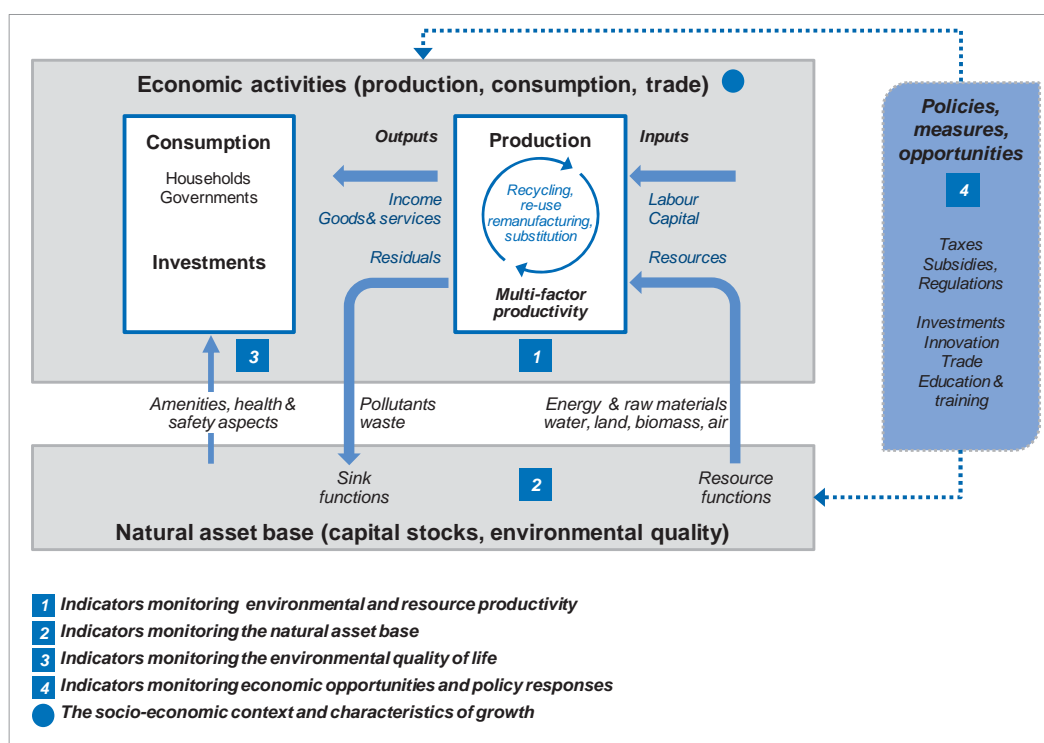 Economic activities (production, consumption, trade)
Consumption
Households
Governments
Investments
3
Outputs
Income
Goods& services
Residuals
Production
Recycling,
re-use
remanufacturing,
substitution
Multi-factor
productivity
1
Inputs
Labour
Capital
Resources
Policies,
measures,
opportunities
4
Taxes
Subsidies,
Regulations
Investments
Innovation
Trade
Education &
training
Amenities, health &
safety aspects
Pollutants
waste
Energy & raw materials
water, land, biomass, air
Sink
functions
2
Resource
functions
Natural asset base (capital stocks, environmental quality)
1 Indicators monitoring environmental and resource productivity
2 Indicators monitoring the natural asset base
3 Indicators monitoring the environmental quality of life
4 Indicators monitoring economic opportunities and policy responses
The socio-economic context and characteristics of growth